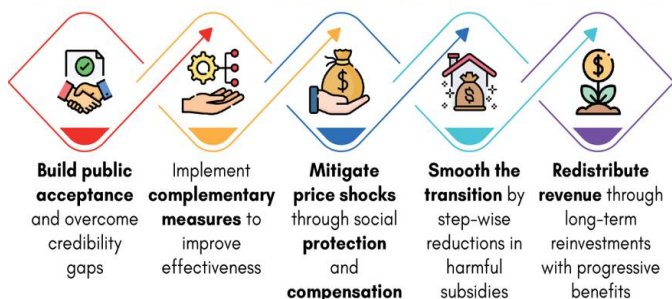 Build public
acceptance
and overcome
credibility
gaps
Implement
complementary
measures to
improve
effectiveness
Mitigate
price shocks
through social
protection
and
compensation
Smooth the
transition by
step-wise
reductions in
harmful
subsidies
Redistribute
revenue through
long-term
reinvestments
with progressive
benefits